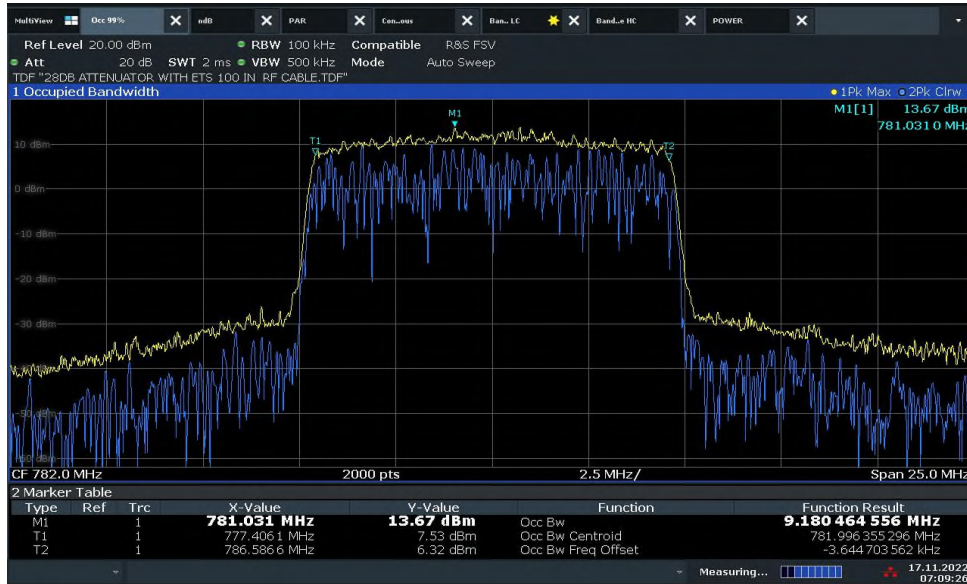 MultiView Occ 99% ndB PAR Cen..ous Ban.. LC Band..e HC POWER
Ref Level 20.00 dBm RBW 100 kHz Compatible R&S FSV
Att 20 dB SWT 2 ms VBW 500 kHz Mode Auto Sweep
TDF "28DB ATTENUATOR WITH ETS 100 IN RF CABLE.TDF"
1 Occupied Bandwidth 1Pk Max 2Pk Clrw
M1[1] 13.67 dBm
781.0310 MHz
M1
T1
T2
10 dBm
0 dBm
-10 dBm
-20 dBm
-30 dBm
-50 dBm
CF 782.0 MHz 2000 pts 2.5 MHz/ Span 25.0 MHz
2 Marker Table
Type Ref Trc X-Value Y-Value Function Function Result
M1 1 781.031 MHz 13.67 dBm Occ Bw 9.180 464 556 MHz
T1 1 777.4061 MHz 7.53 dBm Occ Bw Centroid 781.996 355 296 MHz
T2 1 786.5866 MHz 6.32 dBm Occ Bw Freq Offset -3.644 703 562 kHz
Measuring... 17.11.2022